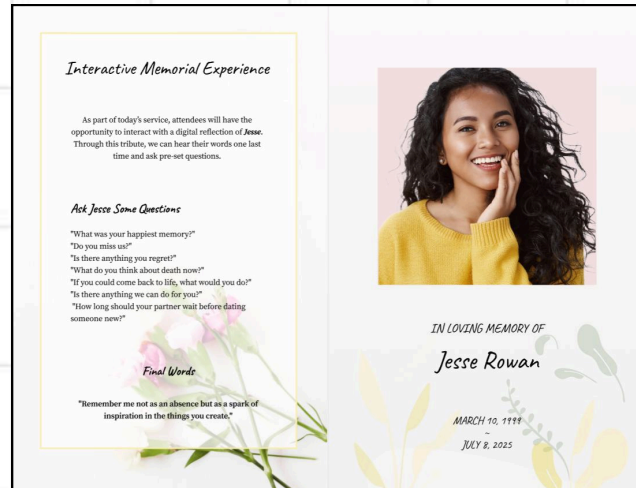 Interactive Memorial Experience
As part of today's service, attendees will have the
opportunity to interact with a digital reflection of Jesse.
Through this tribute, we can hear their words one last
time and ask pre-set questions.
Ask Jesse Some Questions
"What was your happiest memory?"
"Do you miss us?"
"Is there anything you regret?"
"What do you think about death now?"
"If you could come back to life, what would you do?"
"Is there anything we can do for you?"
"How long should your partner wait before dating
someone new?"
Final Words
"Remember me not as an absence but as a spark of
inspiration in the things you create."
IN LOVING MEMORY OF
Jesse Rowan
MARCH 10, 1999
~
JULY 8, 2025